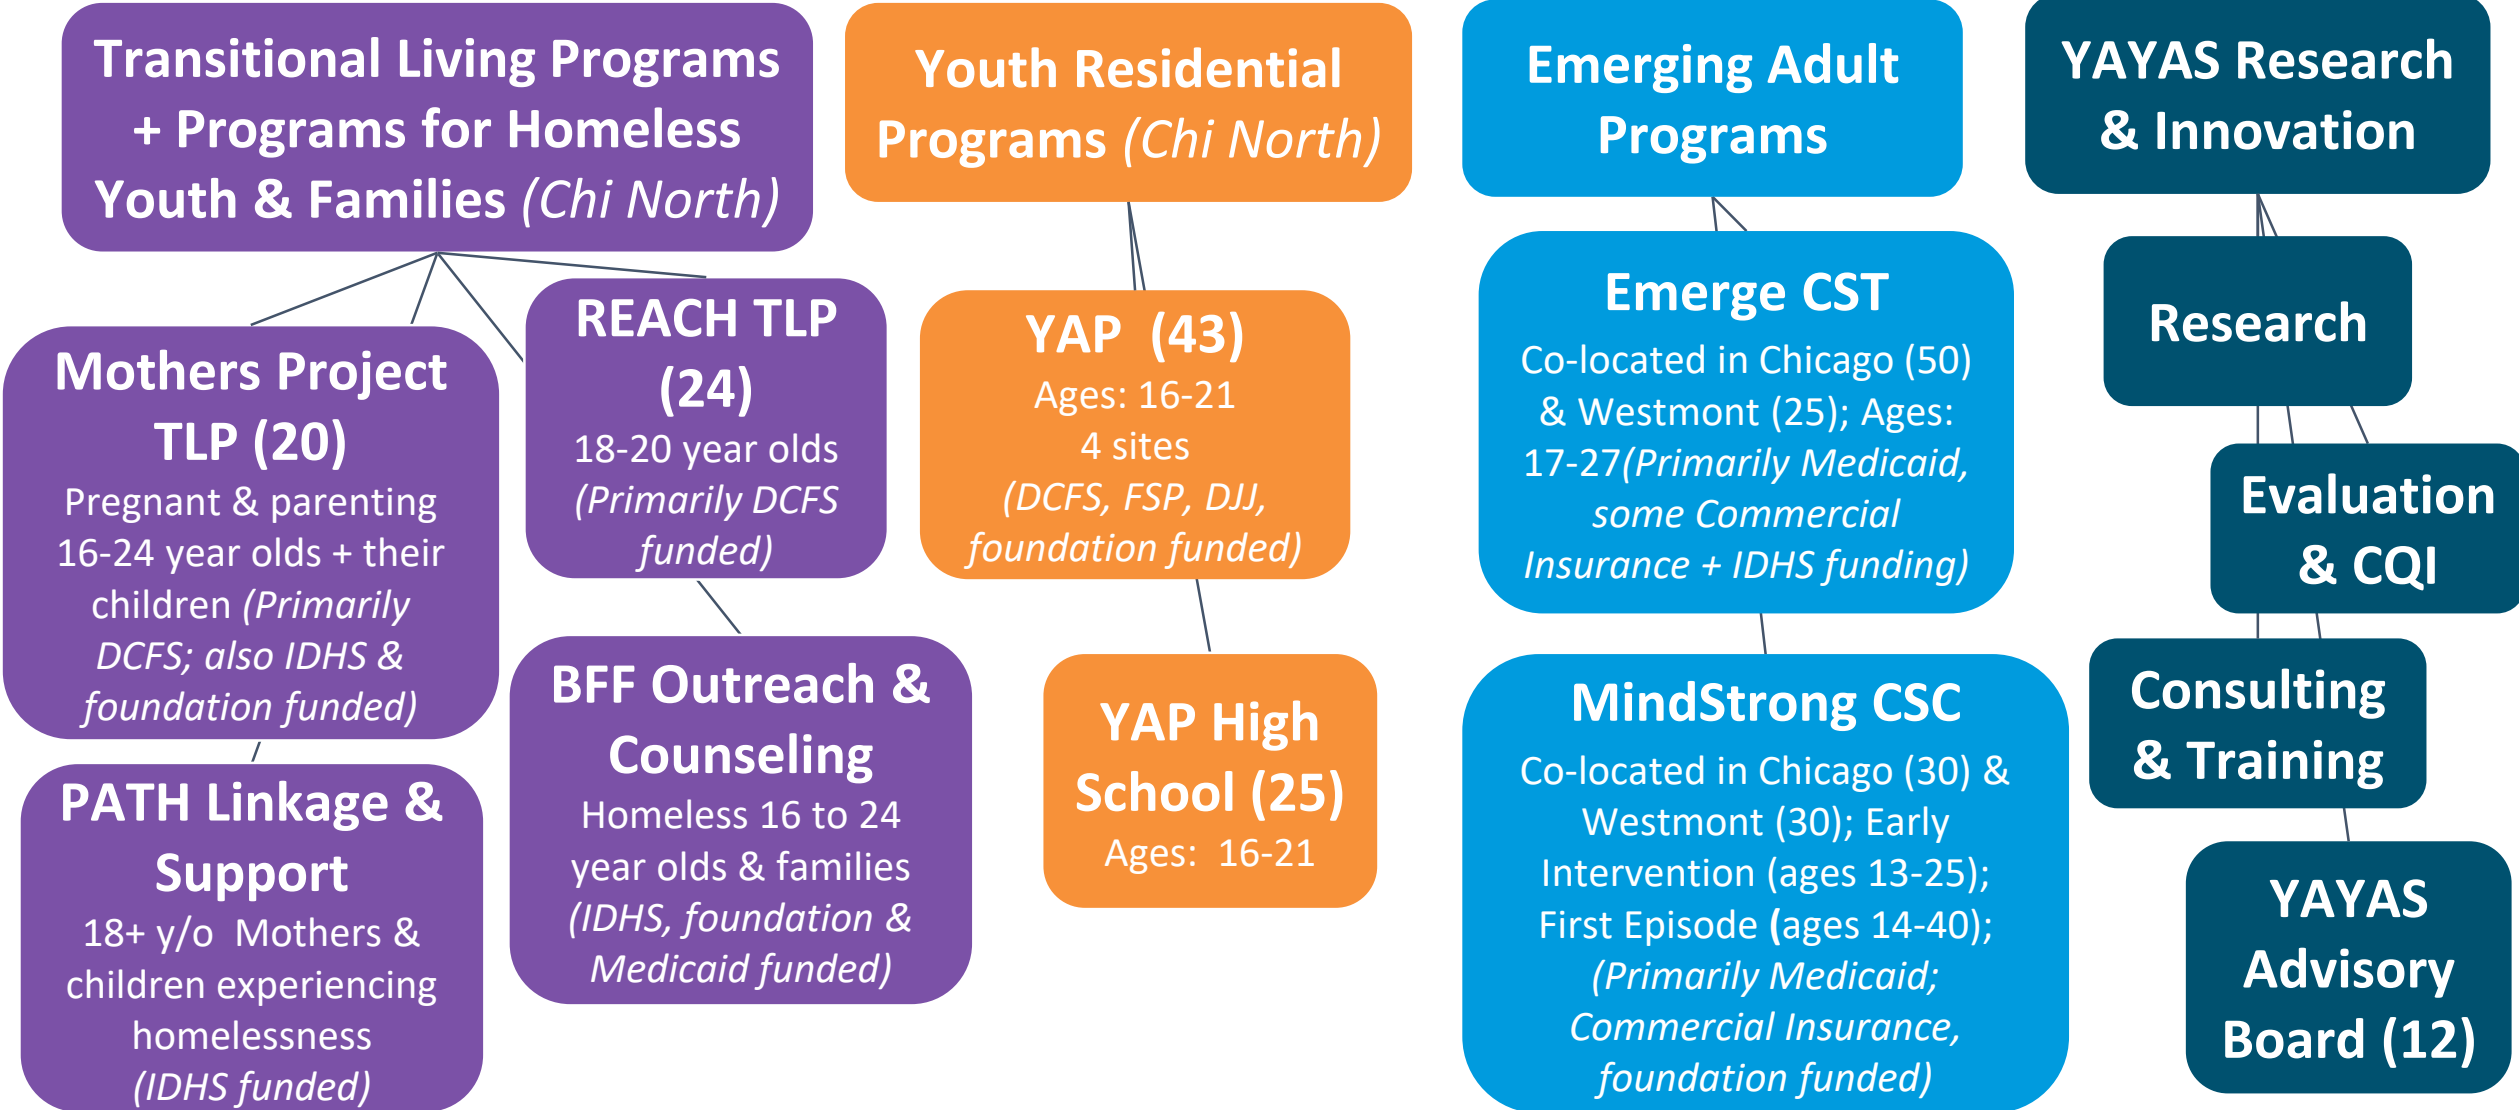 Transitional Living Programs
+ Programs for Homeless
Youth & Families (Chi North)
Mothers Project
TLP (20)
Pregnant & parenting
16-24 year olds + their
children (Primarily
DCFS; also IDHS &
foundation funded)
PATH Linkage &
Support
18+ y/o  Mothers &
children experiencing
homelessness
(IDHS funded)
REACH TLP
(24)
18-20 year olds
(Primarily DCFS
funded)
BFF Outreach &
Counseling
Homeless 16 to 24
year olds & families
(IDHS, foundation &
Medicaid funded)
Youth Residential
Programs (Chi North)
YAP  (43)
Ages: 16-21
4 sites
(DCFS, FSP, DJJ,
foundation funded)
YAP High
School (25)
Ages:  16-21
Emerging Adult
Programs
Emerge CST
Co-located in Chicago (50)
& Westmont (25); Ages:
17-27(Primarily Medicaid,
some Commercial
Insurance + IDHS funding)
MindStrong CSC
Co-located in Chicago (30) &
Westmont (30); Early
Intervention (ages 13-25);
First Episode (ages 14-40);
(Primarily Medicaid;
Commercial Insurance,
foundation funded)
YAYAS Research
& Innovation
Research
Evaluation
& CQI
Consulting
& Training
YAYAS
Advisory
Board (12)